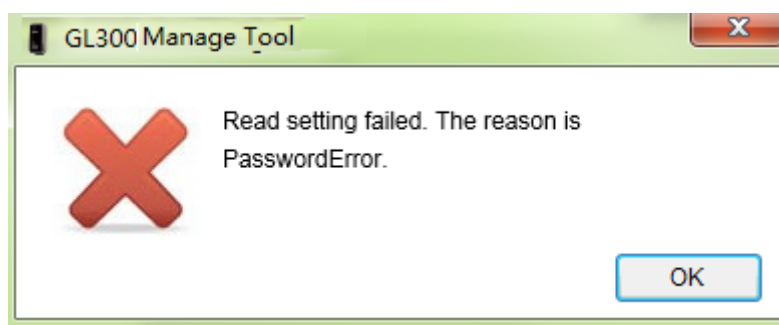 GL300 Manage Tool
Read setting failed. The reason is
PasswordError.
OK